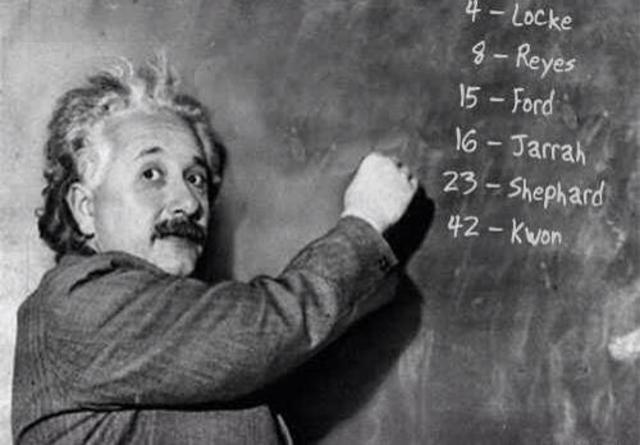 4 - Locke
8 - Reyes
15 - Ford
16 - Jarrah
23 - Shephard
42 - Kwon